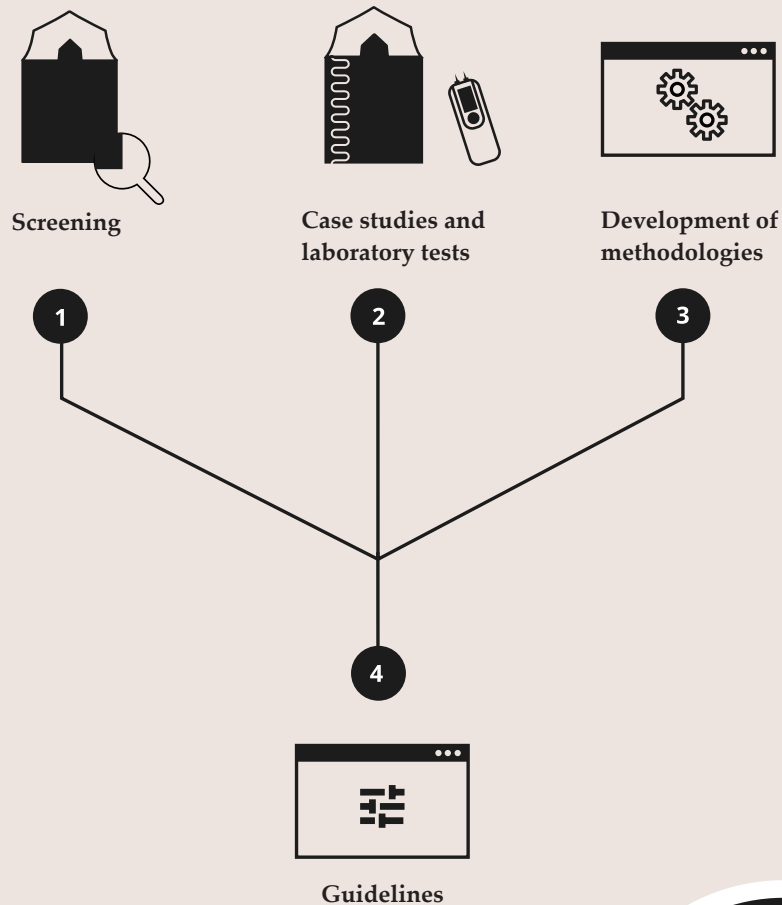 Screening
Case studies and
laboratory tests
Development of
methodologies
1
2
3
4
Guidelines